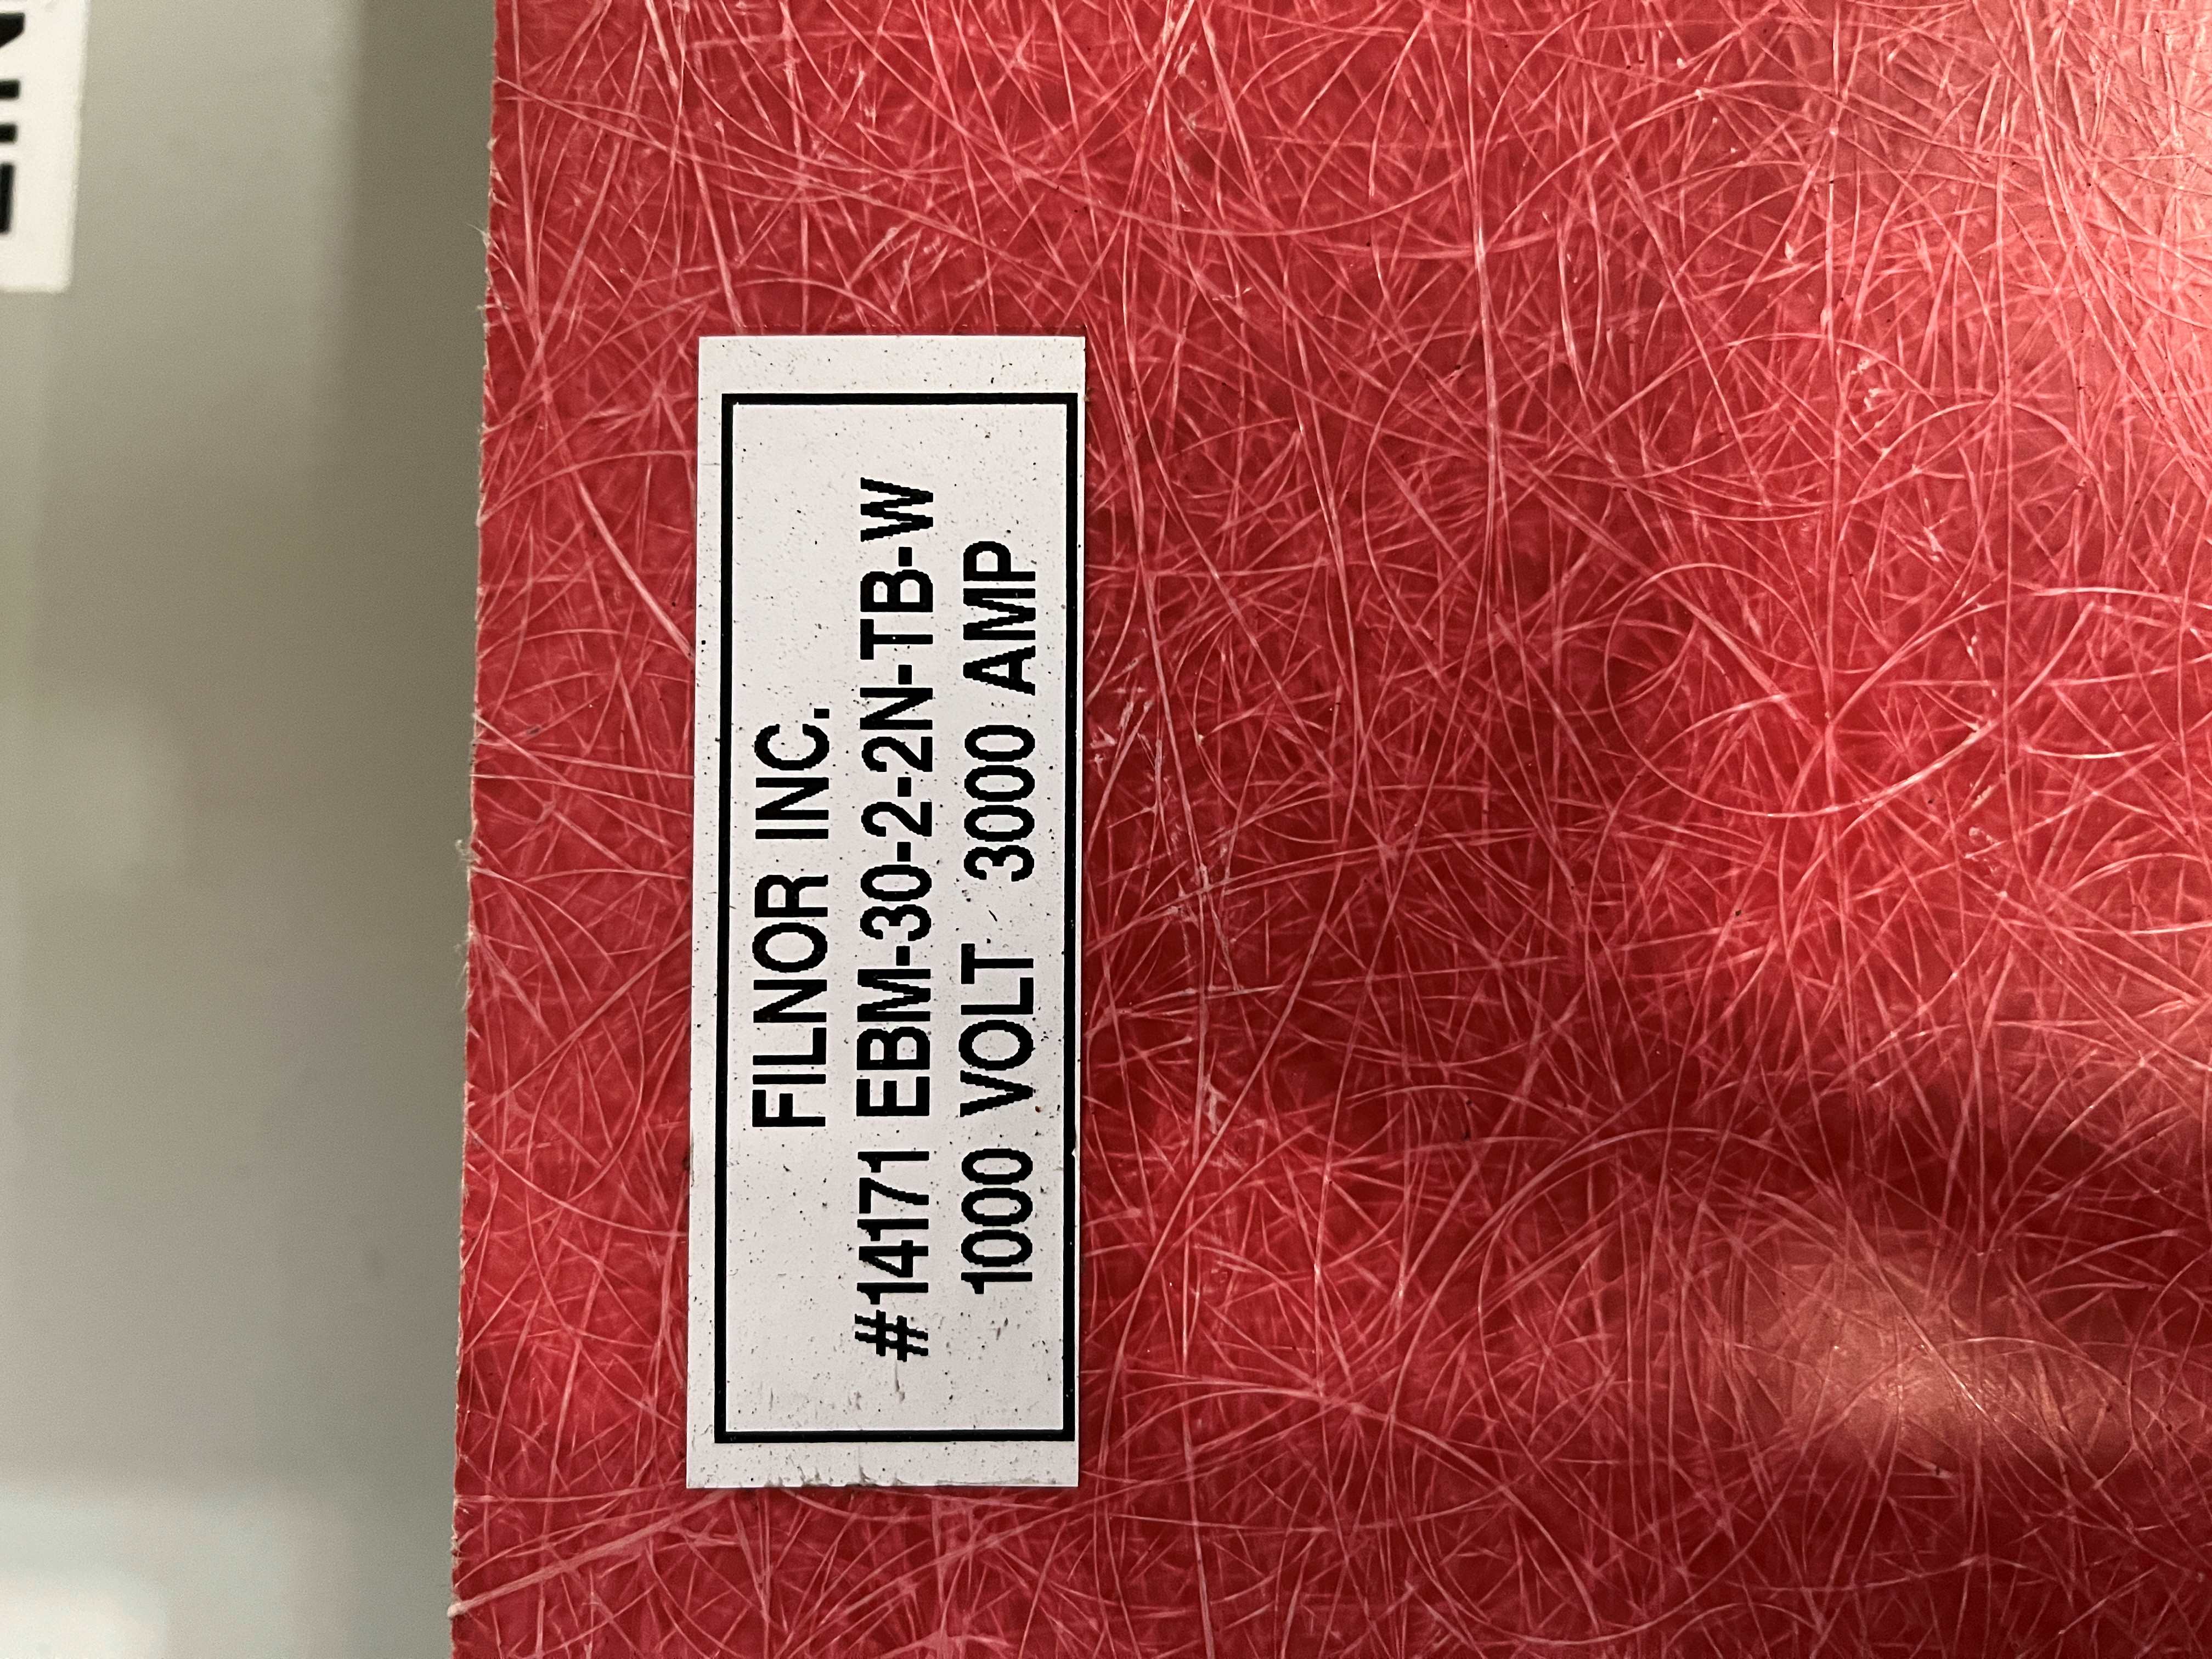 FILNOR INC.
#14171 EBM-30-2-2N-TB-W
1000 VOLT 3000 AMP